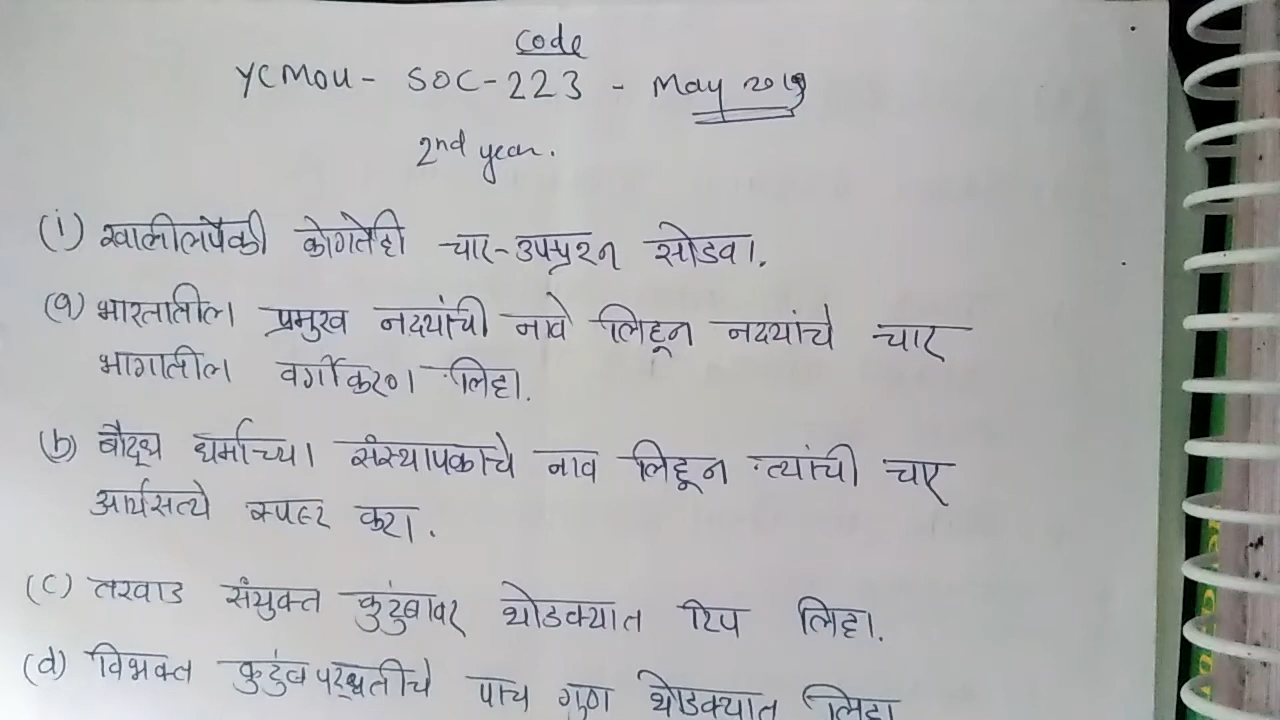 Code
YCMOU - SOC-223 - May 2019
2nd year.
(i) खालीलपैकी कोणतेही चार-उपप्रश्न सोडवा.
(a) भारतातील प्रमुख नद्यांची नावे लिहून नद्यांचे चार
भागातील वर्गीकरण लिहा.
(b) बौद्ध धर्माच्या संस्थापकाचे नाव लिहून त्यांची चार
आर्यसत्ये स्पष्ट करा.
(c) तरवाड संयुक्त कुटुंबावर थोडक्यात टिप लिहा.
(d) विभक्त कुटुंब पद्धतीचे पाच गुण थोडक्यात लिहा